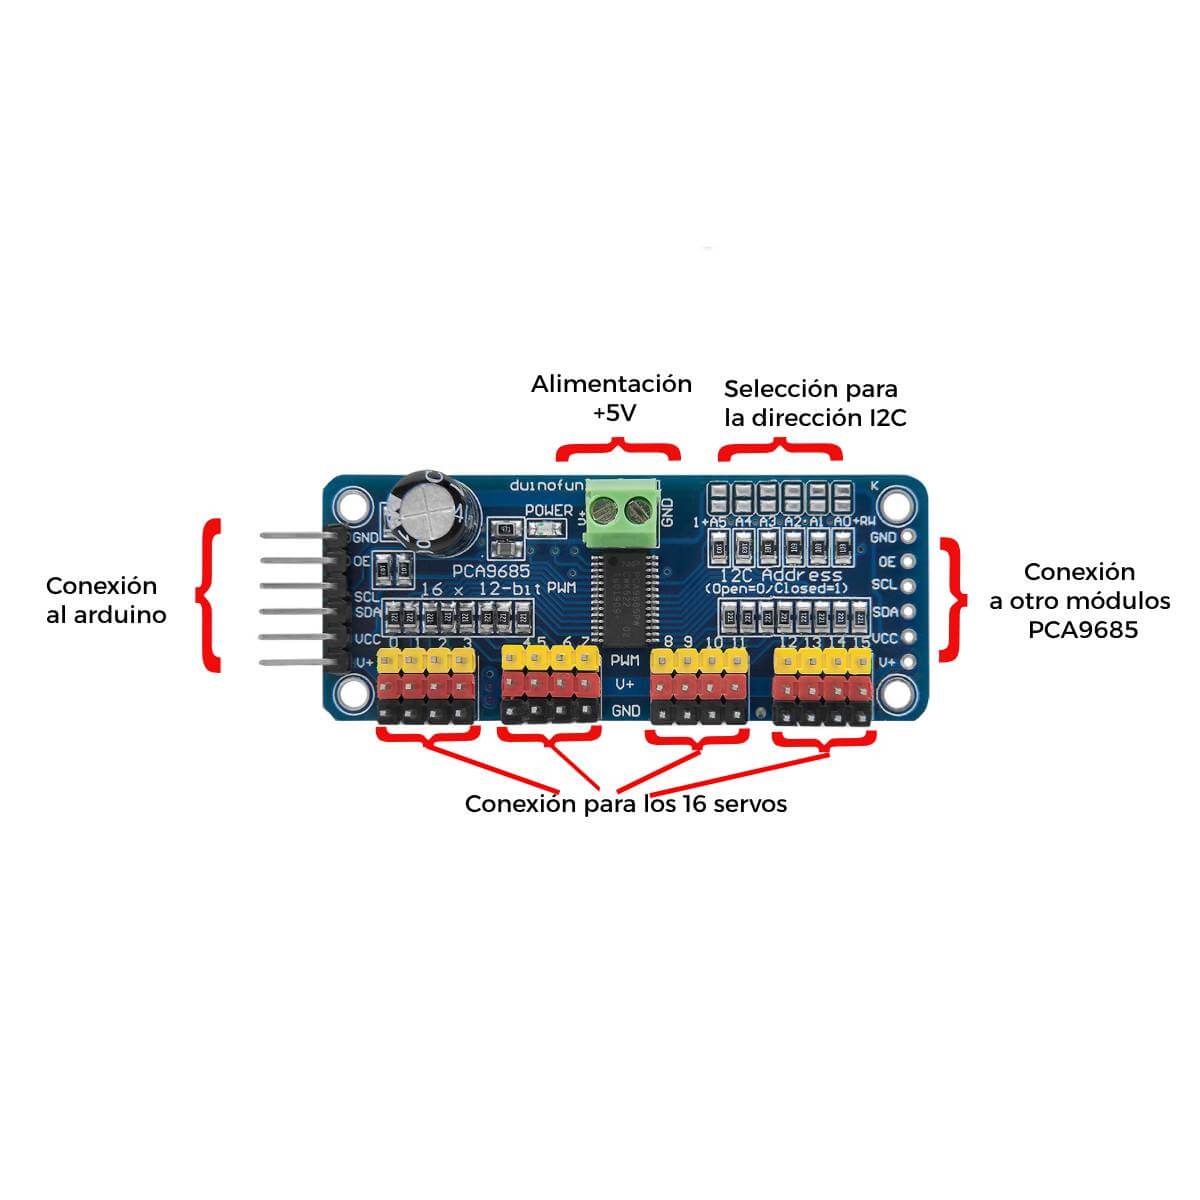 Alimentación
+5V
Selección para
la dirección I2C
duinofun
K
POWER
V+
GND
1+A5 A4 A3 A2 A1 A0+RW
GND
OE
SCL
SDA
VCC
V+
PCA9685
16 x 12-bit PWM
I2C Address
(Open=0/Closed=1)
GND
OE
SCL
SDA
VCC
V+
Conexión
al arduino
Conexión
a otro módulos
PCA9685
0 1 2 3 4 5 6 7 8 9 10 11 12 13 14 15
PWM
V+
GND
Conexión para los 16 servos